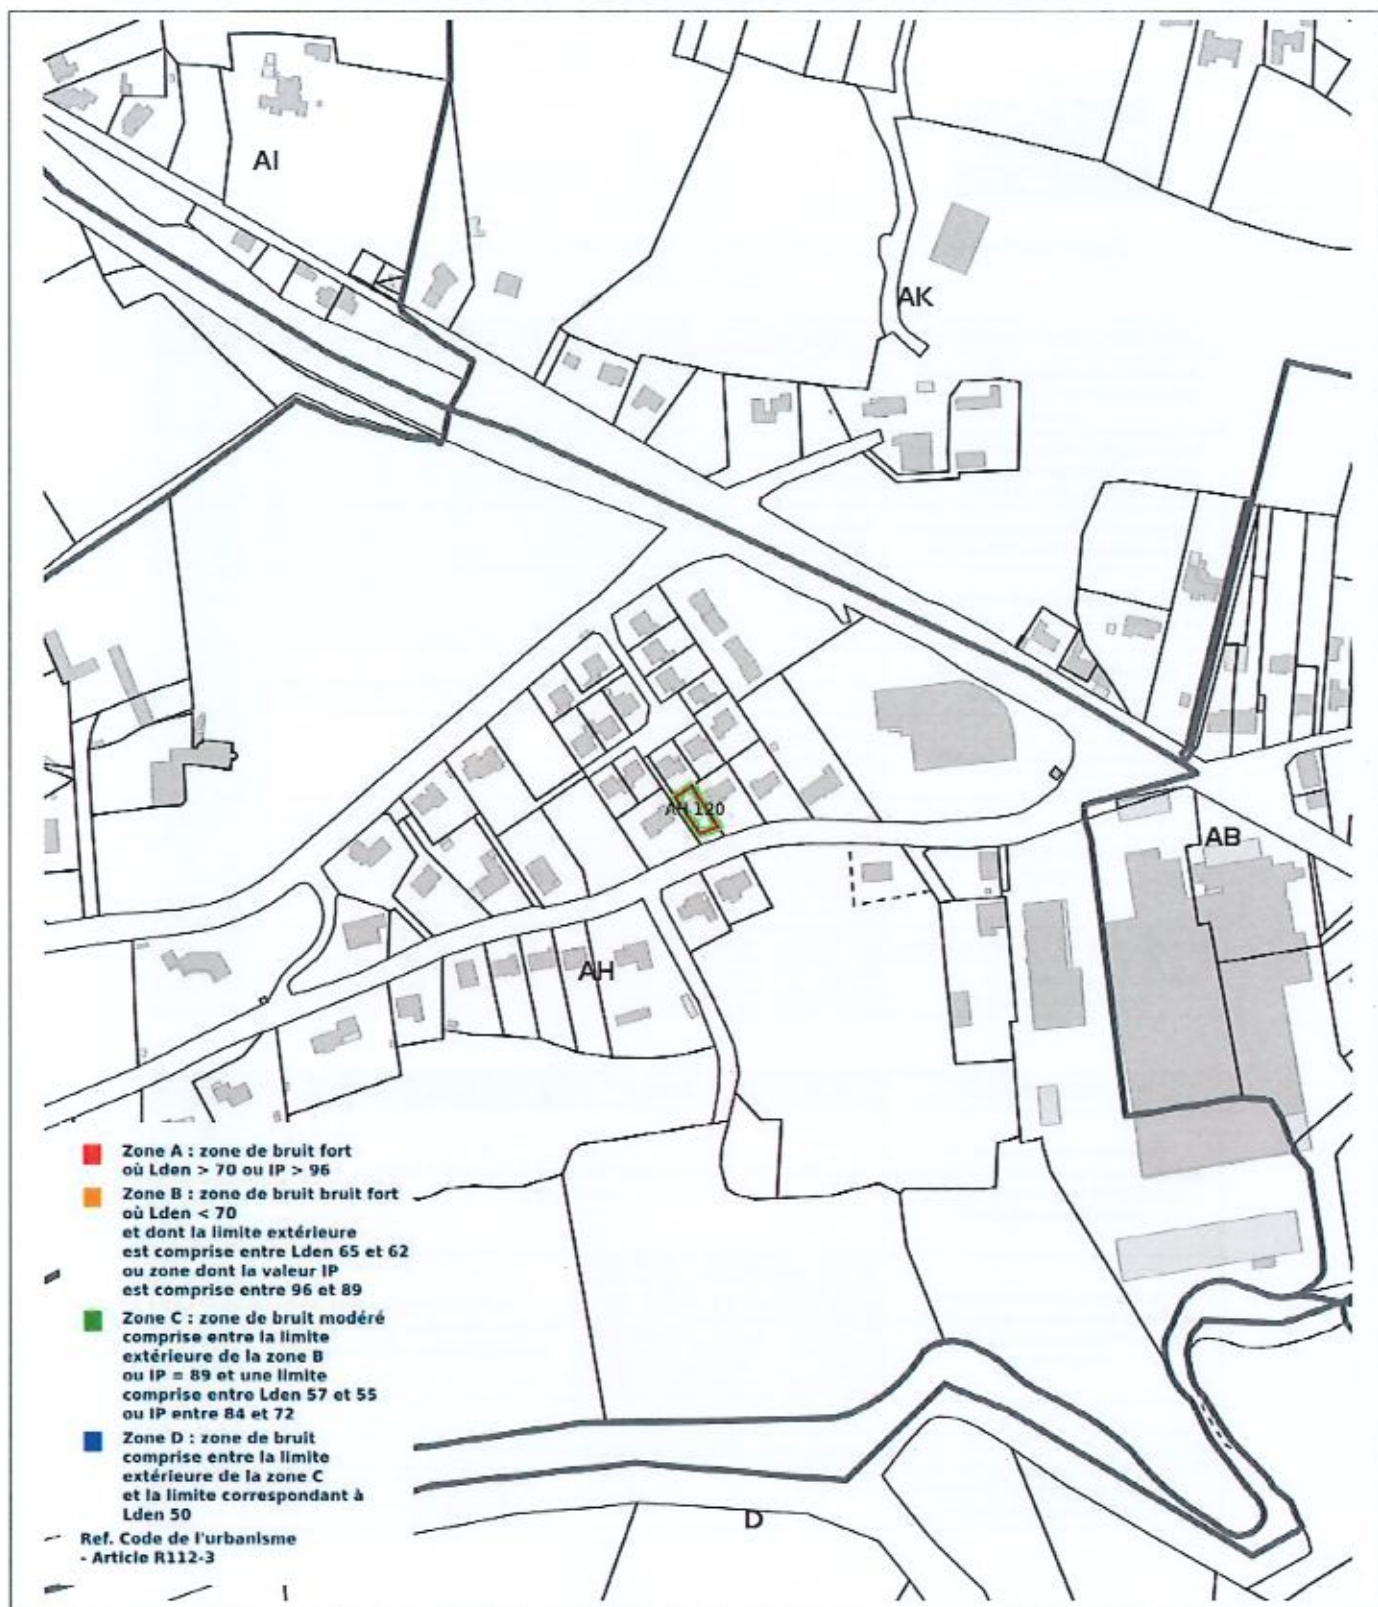 AI
AK
AH 120
AB
AH
Zone A : zone de bruit fort
où Lden > 70 ou IP > 96
Zone B : zone de bruit bruit fort
où Lden < 70
et dont la limite extérieure
est comprise entre Lden 65 et 62
ou zone dont la valeur IP
est comprise entre 96 et 89
Zone C : zone de bruit modéré
comprise entre la limite
extérieure de la zone B
ou IP = 89 et une limite
comprise entre Lden 57 et 55
ou IP entre 84 et 72
Zone D : zone de bruit
comprise entre la limite
extérieure de la zone C
et la limite correspondant à
Lden 50
D
Ref. Code de l'urbanisme
- Article R112-3